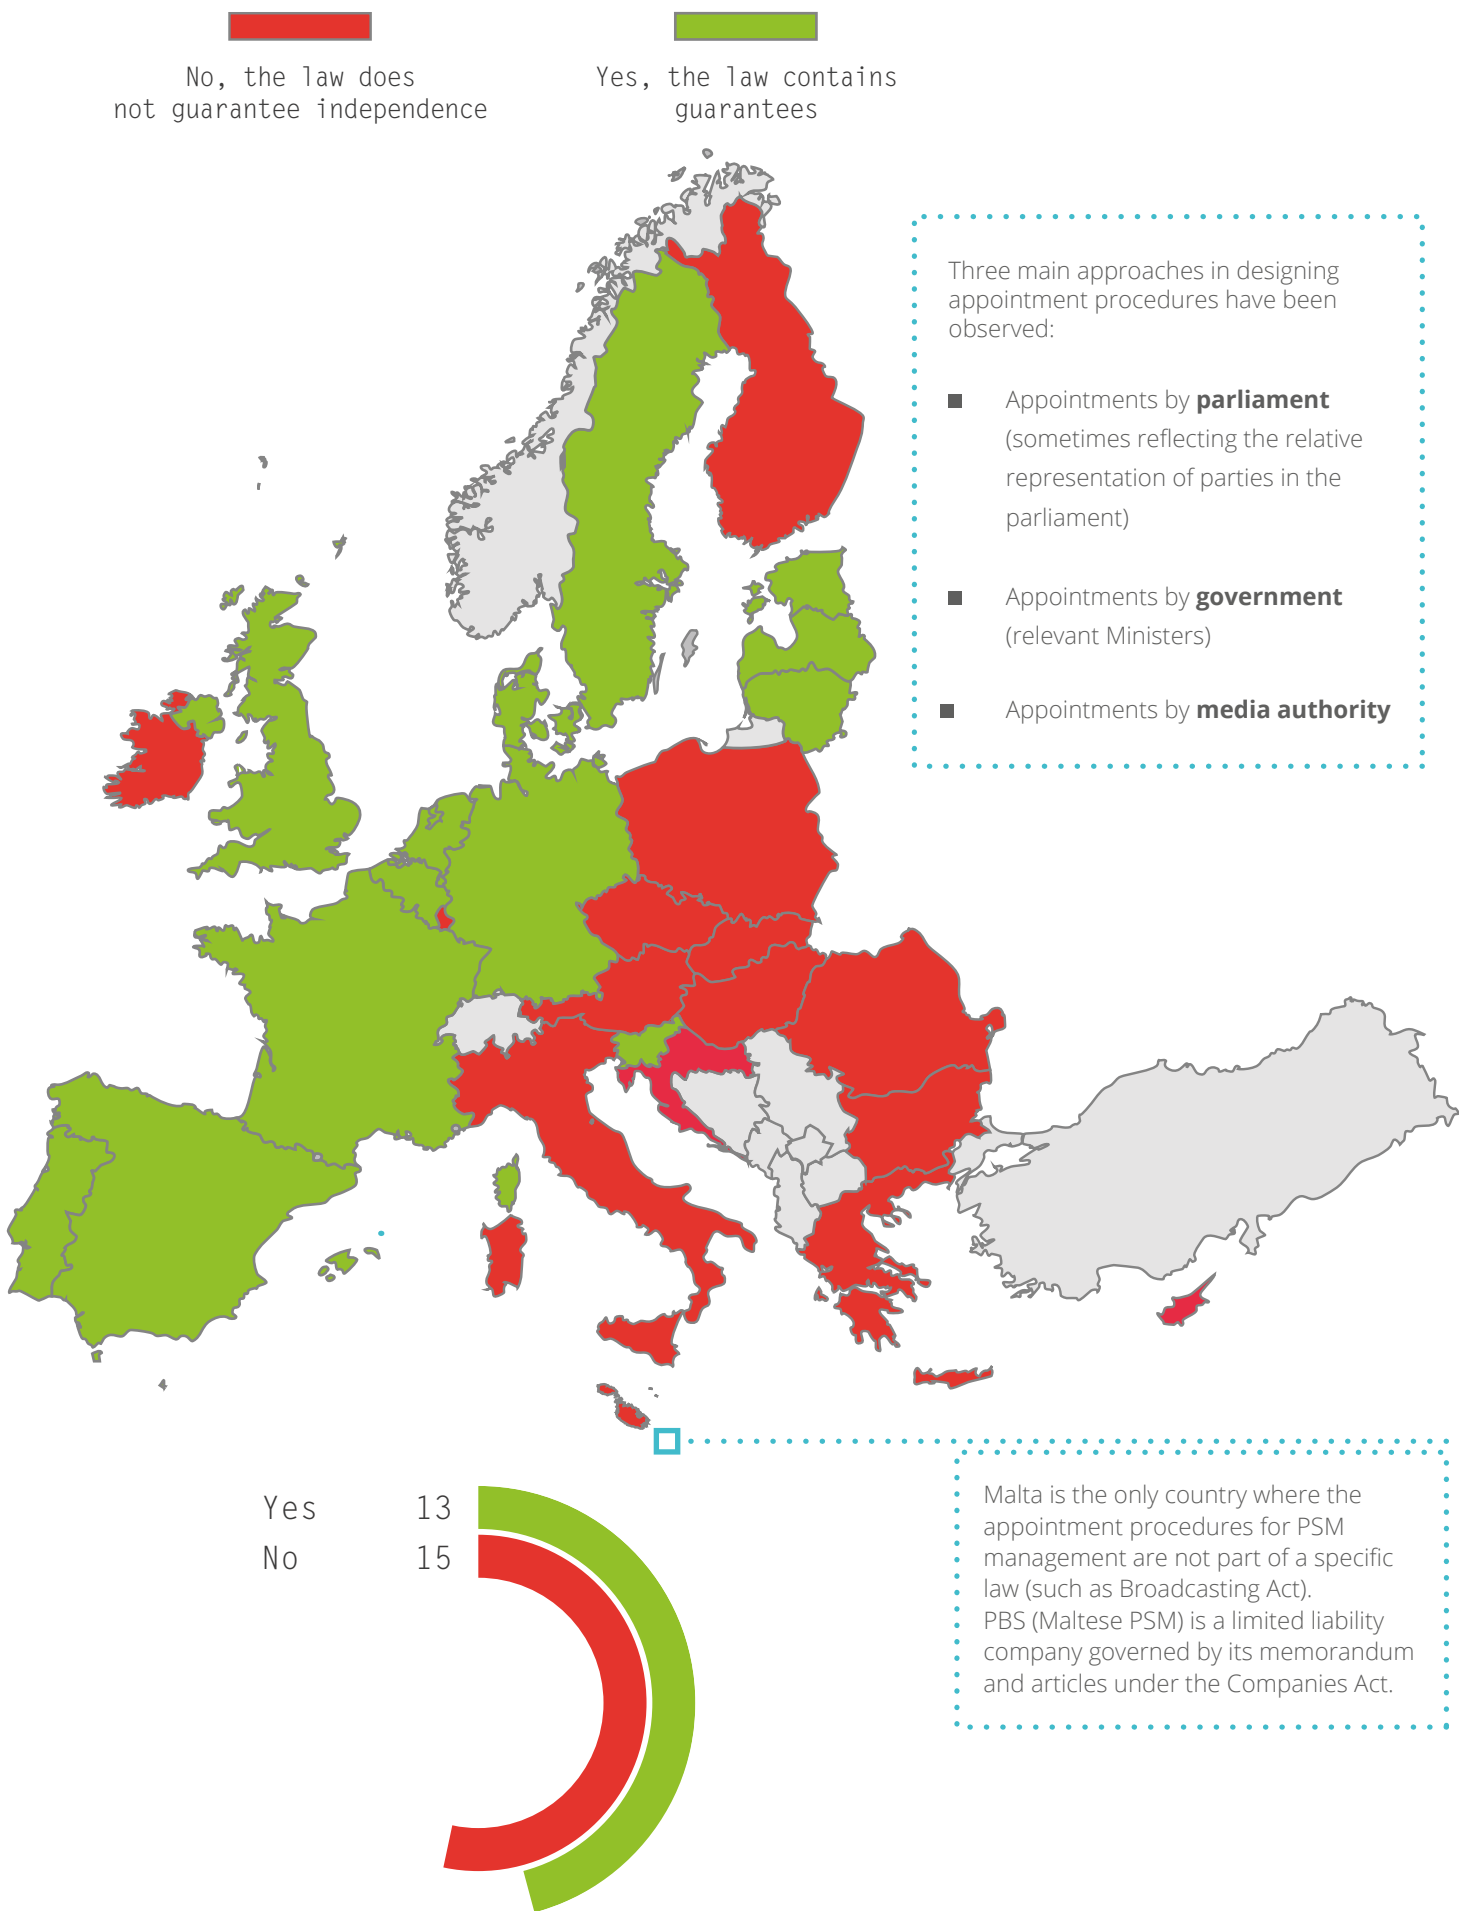 No, the law does
not guarantee independence
Yes, the law contains
guarantees
Three main approaches in designing
appointment procedures have been
observed:
■ Appointments by parliament
(sometimes reflecting the relative
representation of parties in the
parliament)
■ Appointments by government
(relevant Ministers)
■ Appointments by media authority
Malta is the only country where the
appointment procedures for PSM
management are not part of a specific
law (such as Broadcasting Act).
PBS (Maltese PSM) is a limited liability
company governed by its memorandum
and articles under the Companies Act.
Yes 13
No 15